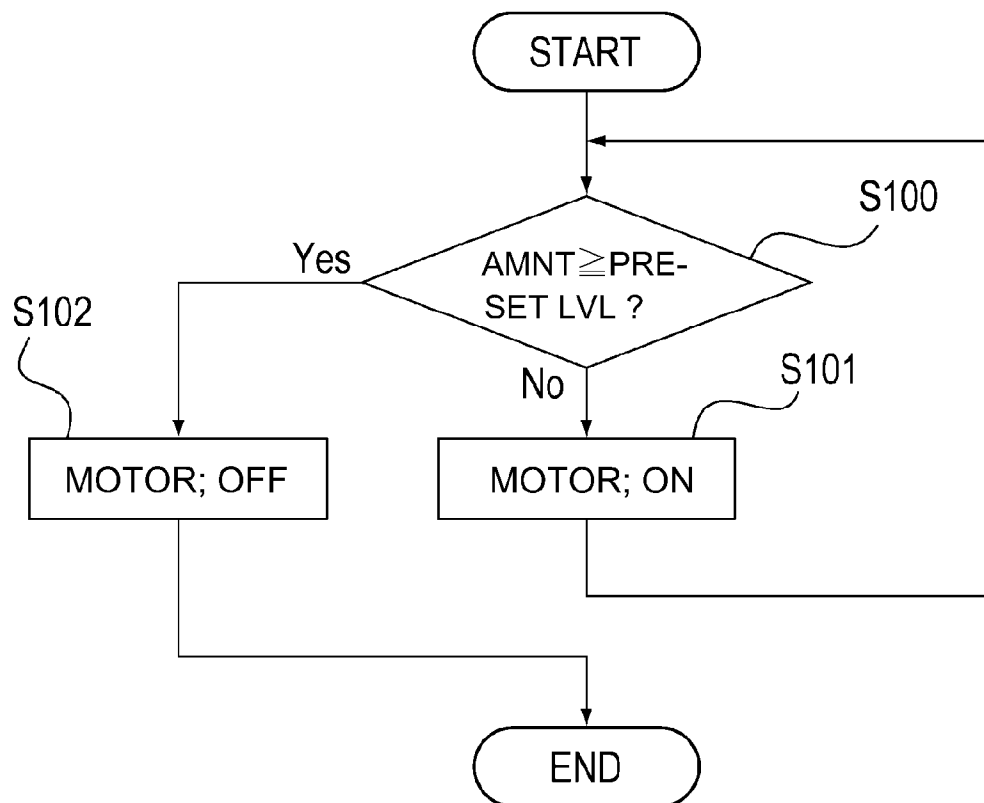 START
S100
Yes
AMNT≧PRE-
SET LVL ?
S102
No
S101
MOTOR; OFF
MOTOR; ON
END